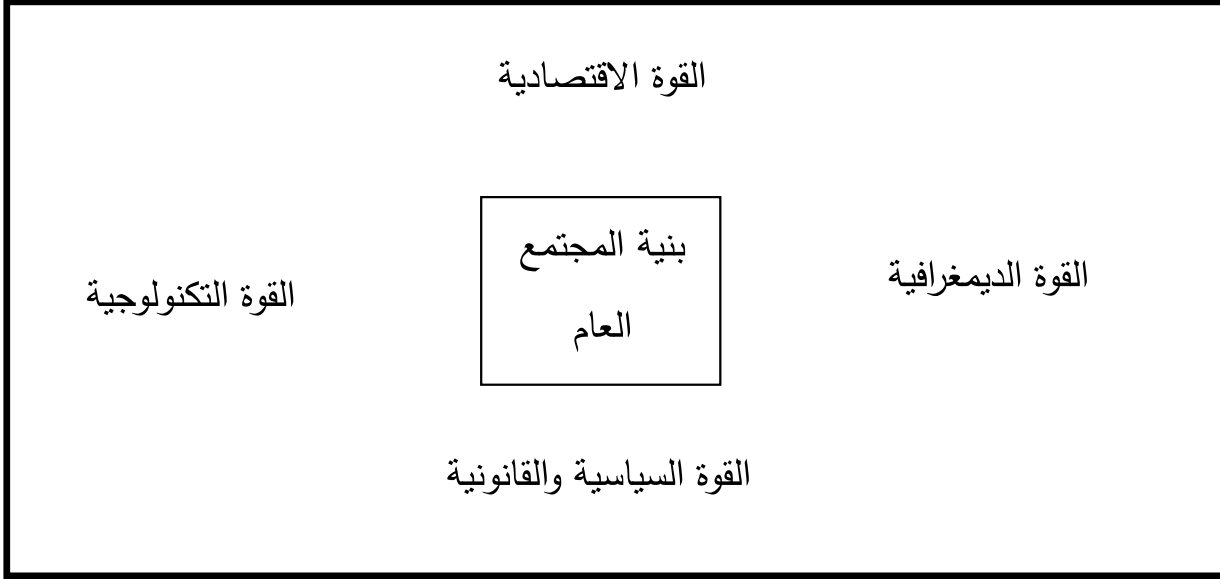 القوة الاقتصادية
بنية المجتمع
العام
القوة الديمغرافية
القوة التكنولوجية
القوة السياسية والقانونية